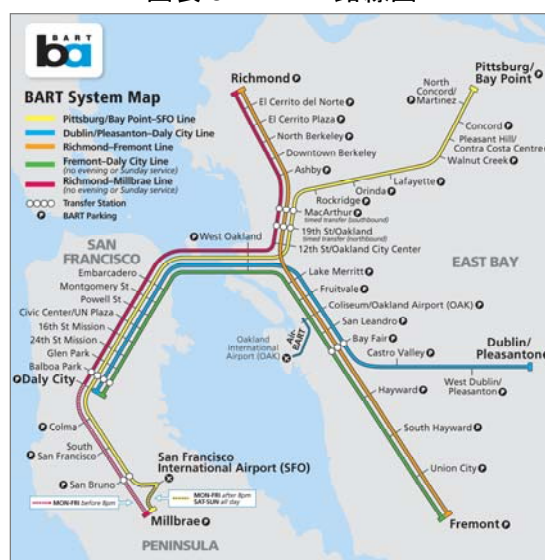 BART
ba
BART System Map
Pittsburg/Bay Point–SFO Line
Dublin/Pleasanton–Daly City Line
Richmond–Fremont Line
Fremont–Daly City Line
(no evening or Sunday service)
Richmond–Millbrae Line
(no evening or Sunday service)
Transfer Station
P BART Parking
Richmond P
El Cerrito del Norte P
El Cerrito Plaza P
North Berkeley P
Downtown Berkeley
Ashby P
Pittsburg/
Bay Point P
North
Concord/
P Martinez
Concord P
Pleasant Hill/
Contra Costa Centre P
Walnut Creek P
Lafayette P
Orinda P
Rockridge P
MacArthur P
timed transfer (southbound)
19th St/Oakland
timed transfer (northbound)
12th St/Oakland City Center
P West Oakland
EAST BAY
SAN
FRANCISCO
Embarcadero
Montgomery St
Powell St
Civic Center/UN Plaza
16th St Mission
24th St Mission
Glen Park
Balboa Park
P Daly City
Lake Merritt P
Fruitvale P
Coliseum/Oakland Airport (OAK) P
San Leandro P
Bay Fair P
Castro Valley P
Dublin/
Pleasanton P
West Dublin/
Pleasanton P
Air-
BART
Oakland
International
Airport (OAK)
Hayward P
South Hayward P
Union City P
Fremont P
P Colma
South
P San Francisco
P San Bruno
San Francisco
International Airport (SFO)
MON-FRI before 8pm
MON-FRI after 8pm
SAT-SUN all day
Millbrae P
PENINSULA